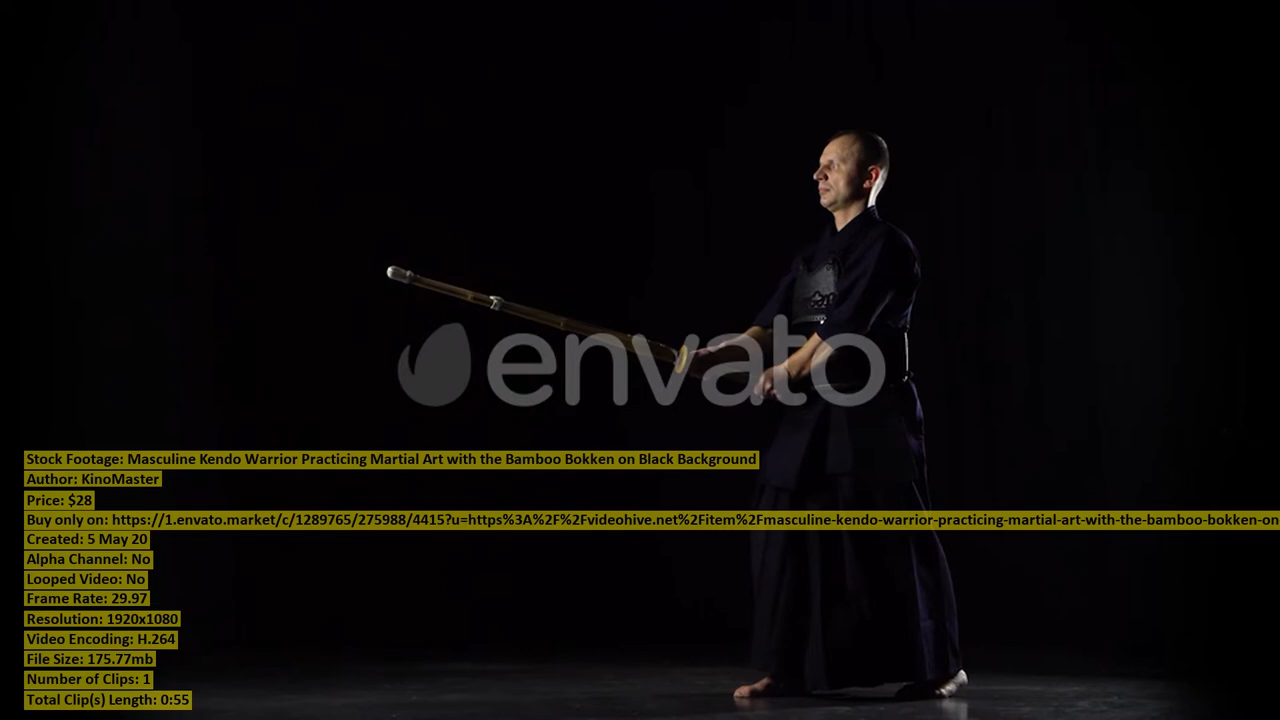 envato
Stock Footage: Masculine Kendo Warrior Practicing Martial Art with the Bamboo Bokken on Black Background
Author: KinoMaster
Price: $28
Buy only on: https://1.envato.market/c/1289765/275988/4415?u=https%3A%2F%2Fvideohive.net%2Fitem%2Fmasculine-kendo-warrior-practicing-martial-art-with-the-bamboo-bokken-on
Created: 5 May 20
Alpha Channel: No
Looped Video: No
Frame Rate: 29.97
Resolution: 1920x1080
Video Encoding: H.264
File Size: 175.77mb
Number of Clips: 1
Total Clip(s) Length: 0:55